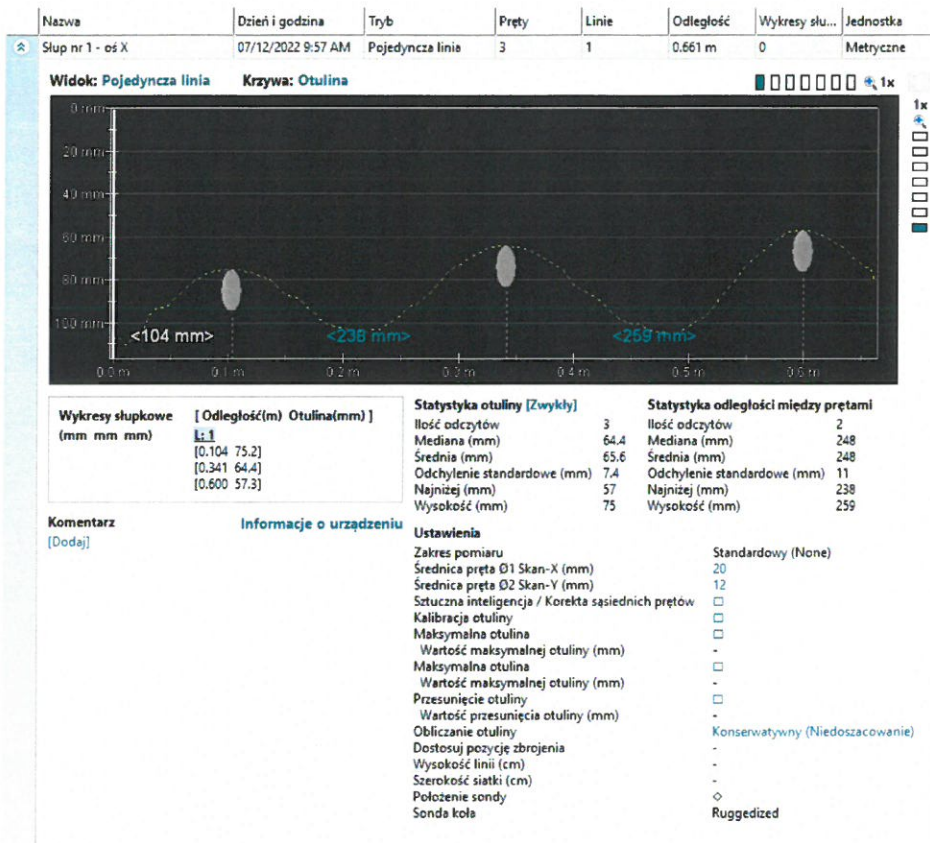 Nazwa Dzień i godzina Tryb Pręty Linie Odległość Wykresy słu... Jednostka
Słup nr 1 - oś X 07/12/2022 9:57 AM Pojedyncza linia 3 1 0.661 m 0 Metryczne
Widok: Pojedyncza linia Krzywa: Otulina 1x
1x
0 mm
20 mm
40 mm
60 mm
80 mm
100 mm
<104 mm> <238 mm> <259 mm>
0.0 m 0.1 m 0.2 m 0.3 m 0.4 m 0.5 m 0.6 m
Wykresy słupkowe [ Odległość(m) Otulina(mm) ]
(mm mm mm) L: 1
[0.104 75.2]
[0.341 64.4]
[0.600 57.3]
Statystyka otuliny [Zwykły]
Ilość odczytów 3
Mediana (mm) 64.4
Średnia (mm) 65.6
Odchylenie standardowe (mm) 7.4
Najniżej (mm) 57
Wysokość (mm) 75
Statystyka odległości między prętami
Ilość odczytów 2
Mediana (mm) 248
Średnia (mm) 248
Odchylenie standardowe (mm) 11
Najniżej (mm) 238
Wysokość (mm) 259
Komentarz Informacje o urządzeniu
[Dodaj]
Ustawienia
Zakres pomiaru Standardowy (None)
Średnica pręta Ø1 Skan-X (mm) 20
Średnica pręta Ø2 Skan-Y (mm) 12
Sztuczna inteligencja / Korekta sąsiednich prętów
Kalibracja otuliny
Maksymalna otulina
Wartość maksymalnej otuliny (mm) -
Maksymalna otulina
Wartość maksymalnej otuliny (mm) -
Przesunięcie otuliny
Wartość przesunięcia otuliny (mm) -
Obliczanie otuliny Konserwatywny (Niedoszacowanie)
Dostosuj pozycję zbrojenia -
Wysokość linii (cm) -
Szerokość siatki (cm) -
Położenie sondy
Sonda koła Ruggedized